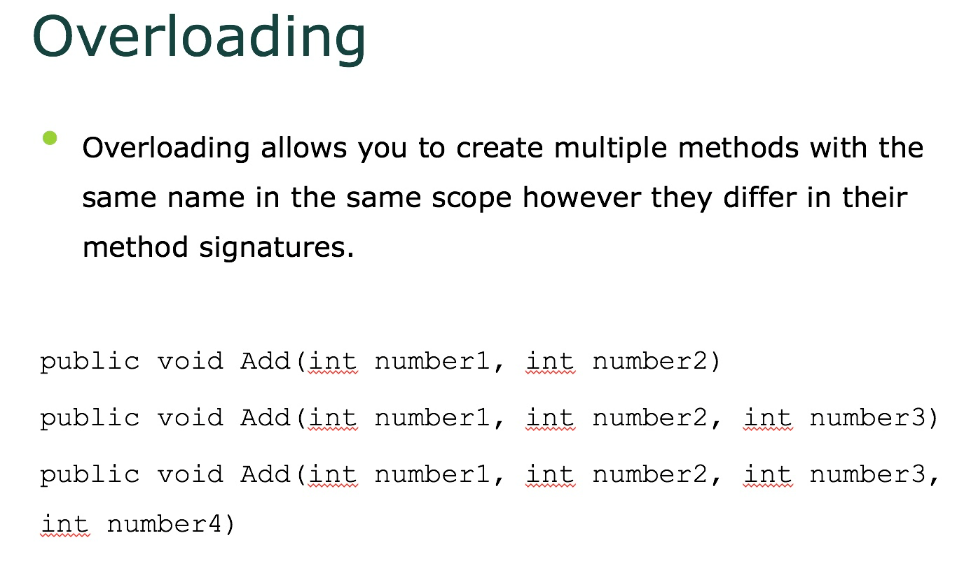 Overloading
Overloading allows you to create multiple methods with the
same name in the same scope however they differ in their
method signatures.
public void Add(int number1, int number2)
public void Add(int number1, int number2, int number3)
public void Add(int number1, int number2, int number3,
int number4)